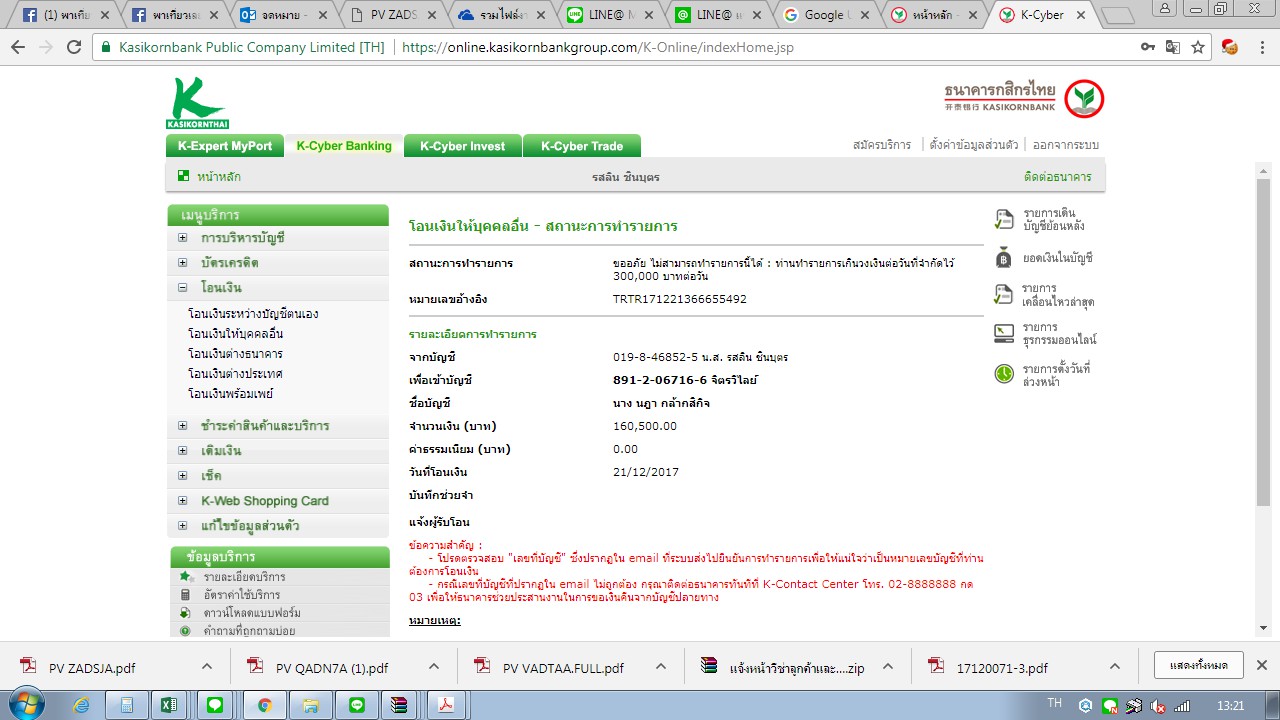 (1) พาเที่ย
พาเที่ยวแล
จดหมาย -
PV ZADS
รวมไฟล์ง
LINE@ M
LINE@ แ
Google U
หน้าหลัก -
K-Cyber
Kasikornbank Public Company Limited [TH]
https://online.kasikornbankgroup.com/K-Online/indexHome.jsp
K
KASIKORNTHAI
ธนาคารกสิกรไทย
开泰银行 KASIKORNBANK
K-Expert MyPort
K-Cyber Banking
K-Cyber Invest
K-Cyber Trade
สมัครบริการ | ตั้งค่าข้อมูลส่วนตัว | ออกจากระบบ
หน้าหลัก
รสลิน ชินบุตร
ติดต่อธนาคาร
เมนูบริการ
การบริหารบัญชี
บัตรเครดิต
โอนเงิน
โอนเงินระหว่างบัญชีตนเอง
โอนเงินให้บุคคลอื่น
โอนเงินต่างธนาคาร
โอนเงินต่างประเทศ
โอนเงินพร้อมเพย์
ชำระค่าสินค้าและบริการ
เติมเงิน
เช็ค
K-Web Shopping Card
แก้ไขข้อมูลส่วนตัว
ข้อมูลบริการ
รายละเอียดบริการ
อัตราค่าใช้บริการ
ดาวน์โหลดแบบฟอร์ม
คำถามที่ถูกถามบ่อย
โอนเงินให้บุคคลอื่น - สถานะการทำรายการ
สถานะการทำรายการ
ขออภัย ไม่สามารถทำรายการนี้ได้ : ท่านทำรายการเกินวงเงินต่อวันที่จำกัดไว้
300,000 บาทต่อวัน
หมายเลขอ้างอิง
TRTR171221366655492
รายละเอียดการทำรายการ
จากบัญชี
019-8-46852-5 น.ส. รสลิน ชินบุตร
เพื่อเข้าบัญชี
891-2-06716-6 จิตรวิไลย์
ชื่อบัญชี
นาง นฎา กล้ากสิกิจ
จำนวนเงิน (บาท)
160,500.00
ค่าธรรมเนียม (บาท)
0.00
วันที่โอนเงิน
21/12/2017
บันทึกช่วยจำ
แจ้งผู้รับโอน
ข้อความสำคัญ :
- โปรดตรวจสอบ "เลขที่บัญชี" ซึ่งปรากฏใน email ที่ระบบส่งไปยืนยันการทำรายการเพื่อให้แน่ใจว่าเป็นหมายเลขบัญชีที่ท่าน
ต้องการโอนเงิน
- กรณีเลขที่บัญชีที่ปรากฏใน email ไม่ถูกต้อง กรุณาติดต่อธนาคารทันทีที่ K-Contact Center โทร. 02-8888888 กด
03 เพื่อให้ธนาคารช่วยประสานงานในการขอเงินคืนจากบัญชีปลายทาง
หมายเหตุ:
รายการเดิน
บัญชีย้อนหลัง
ยอดเงินในบัญชี
รายการ
เคลื่อนไหวล่าสุด
รายการ
ธุรกรรมออนไลน์
รายการตั้งวันที่
ล่วงหน้า
PV ZADSJA.pdf
PV QADN7A (1).pdf
PV VADTAA.FULL.pdf
แจ้งหน้าวีซ่าลูกค้าและ....zip
17120071-3.pdf
แสดงทั้งหมด
TH
13:21